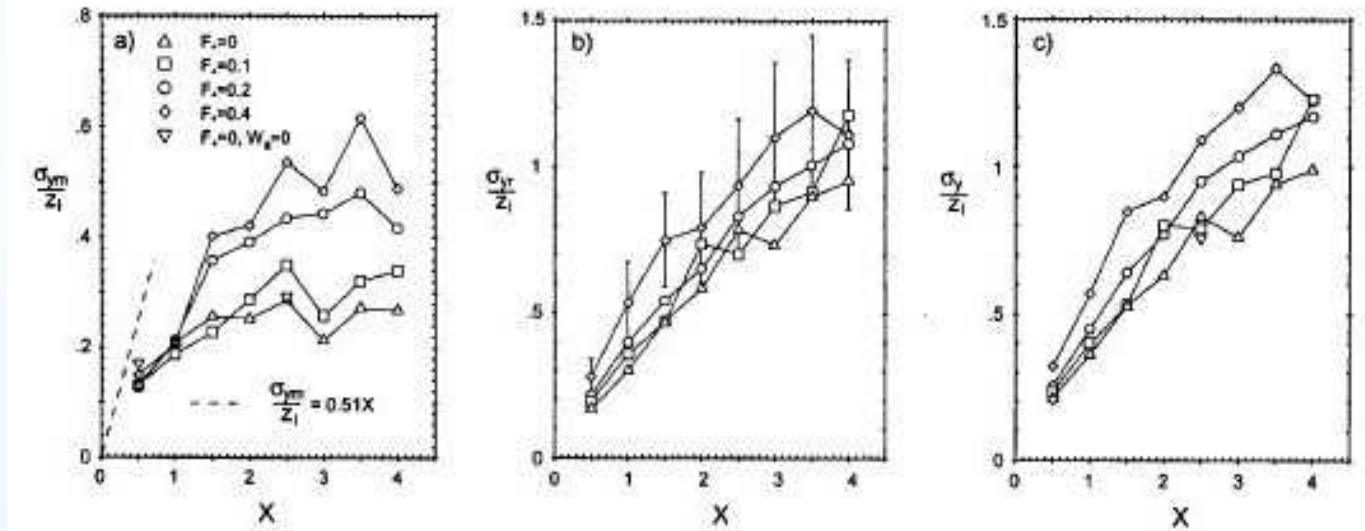 a)
F*=0
F*=0.1
F*=0.2
F*=0.4
F*=0, Wg=0
σym/zI
.8
.6
.4
.2
0
σym/zI = 0.51X
0 1 2 3 4
X
b)
σyr/zI
1.5
1
.5
0
0 1 2 3 4
X
c)
σy/zI
1.5
1
.5
0
0 1 2 3 4
X